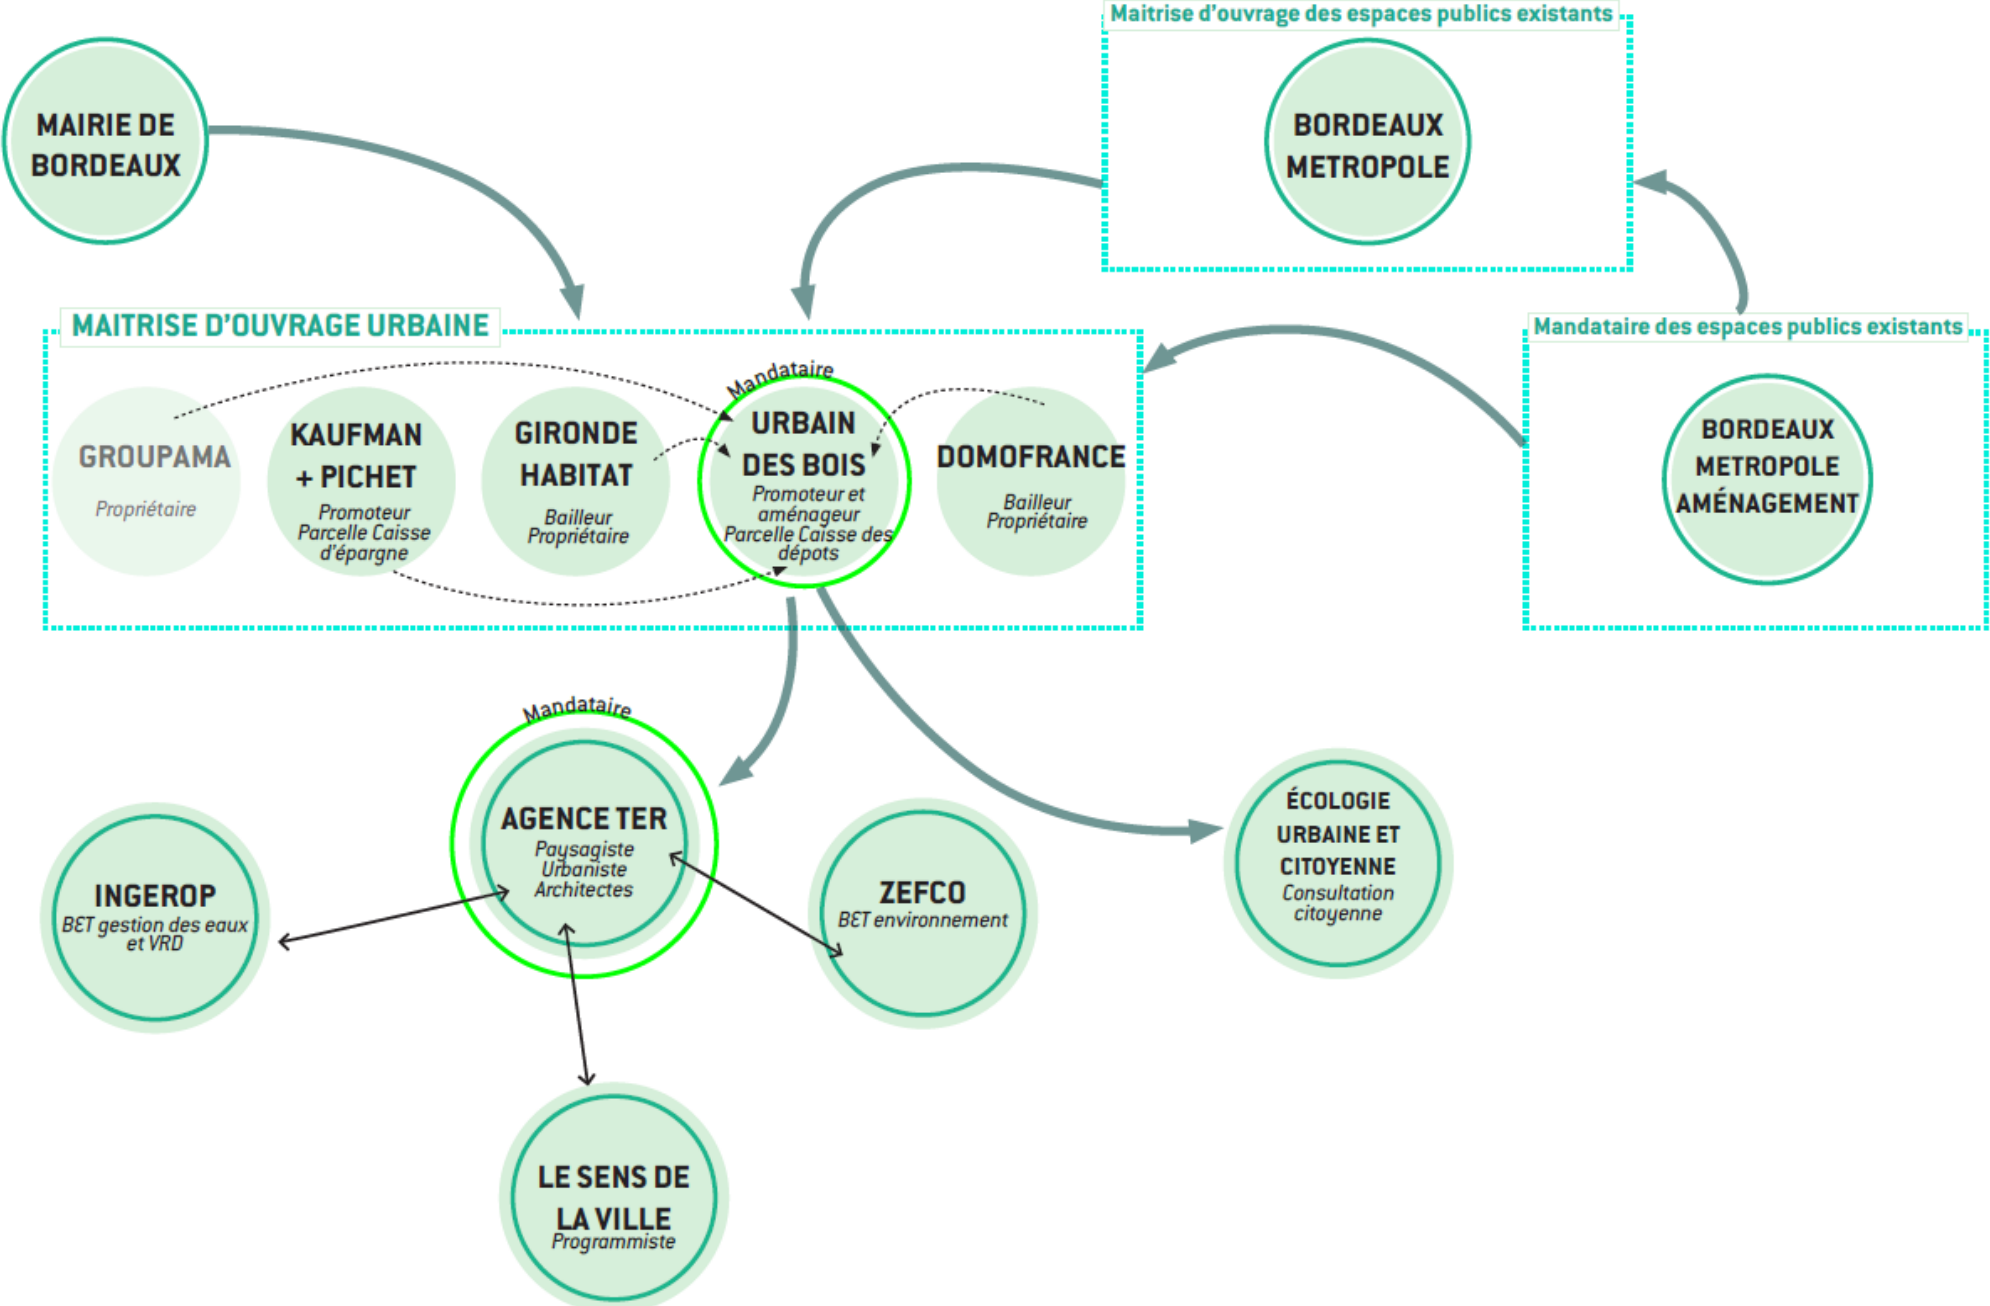 Maitrise d'ouvrage des espaces publics existants
MAIRIE DE
BORDEAUX
BORDEAUX
METROPOLE
MAITRISE D'OUVRAGE URBAINE
Mandataire des espaces publics existants
GROUPAMA
Propriétaire
KAUFMAN
+ PICHET
Promoteur
Parcelle Caisse
d'épargne
GIRONDE
HABITAT
Bailleur
Propriétaire
Mandataire
URBAIN
DES BOIS
Promoteur et
aménageur
Parcelle Caisse des
dépots
DOMOFRANCE
Bailleur
Propriétaire
BORDEAUX
METROPOLE
AMÉNAGEMENT
Mandataire
AGENCE TER
Paysagiste
Urbaniste
Architectes
INGEROP
BET gestion des eaux
et VRD
ZEFCO
BET environnement
ÉCOLOGIE
URBAINE ET
CITOYENNE
Consultation
citoyenne
LE SENS DE
LA VILLE
Programmiste